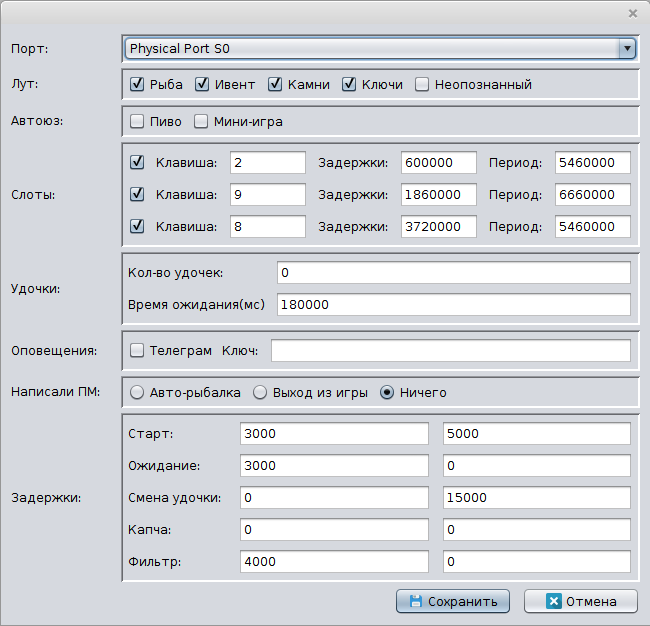 Порт: Physical Port S0
Лут: Рыба Ивент Камни Ключи Неопознанный
Автоюз: Пиво Мини-игра
Клавиша: 2 Задержки: 600000 Период: 5460000
Слоты: Клавиша: 9 Задержки: 1860000 Период: 6660000
Клавиша: 8 Задержки: 3720000 Период: 5460000
Кол-во удочек: 0
Удочки:
Время ожидания(мс) 180000
Оповещения: Телеграм Ключ:
Написали ПМ: Авто-рыбалка Выход из игры Ничего
Старт: 3000 5000
Ожидание: 3000 0
Задержки: Смена удочки: 0 15000
Капча: 0 0
Фильтр: 4000 0
Сохранить Отмена